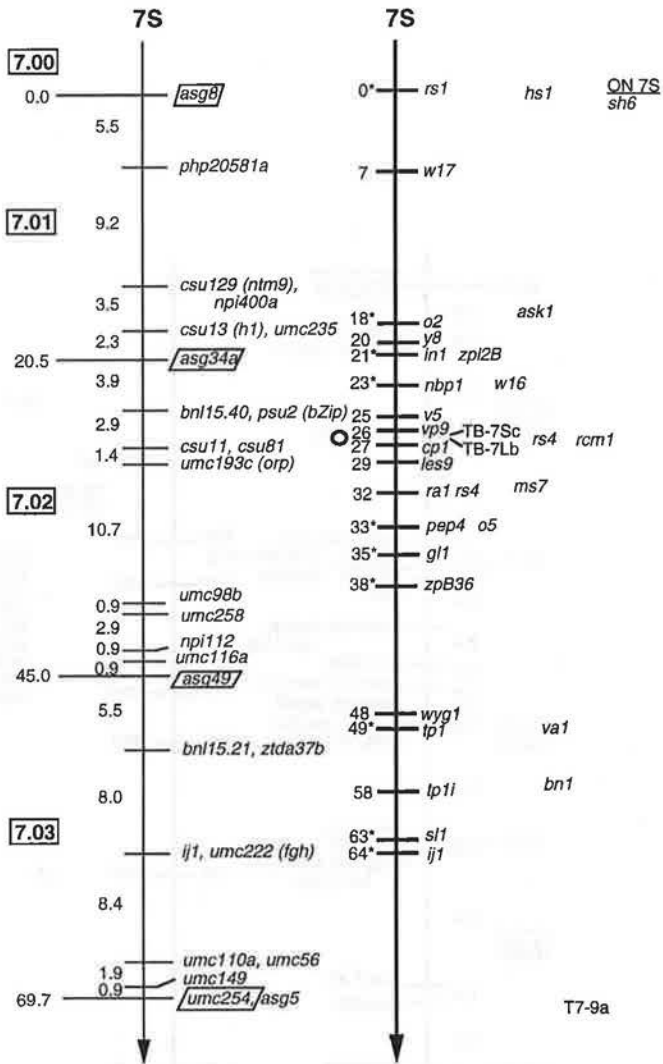 7S
7.00
0.0 asg8
5.5
php20581a
7.01
9.2
csu129 (ntm9),
npi400a
3.5
csu13 (h1), umc235
2.3
20.5 asg34a
3.9
bnl15.40, psu2 (bZip)
2.9
csu11, csu81
1.4
umc193c (orp)
7.02
10.7
umc98b
0.9
umc258
2.9
npi112
0.9
umc116a
0.9
45.0 asg49
5.5
bnl15.21, ztda37b
8.0
7.03
ij1, umc222 (fgh)
8.4
umc110a, umc56
1.9
umc149
0.9
69.7 umc254, asg5
7S
0* rs1 hs1
ON 7S
sh6
7 w17
ask1
18* o2
20 y8
21* in1 zpl2B
23* nbp1 w16
25 v5
26 vp9 TB-7Sc
rs4 rcm1
27 cp1 TB-7Lb
29 les9
32 ra1 rs4 ms7
33* pep4 o5
35* gl1
38* zpB36
48 wyg1
49* tp1 va1
58 tp1i bn1
63* sl1
64* ij1
T7-9a